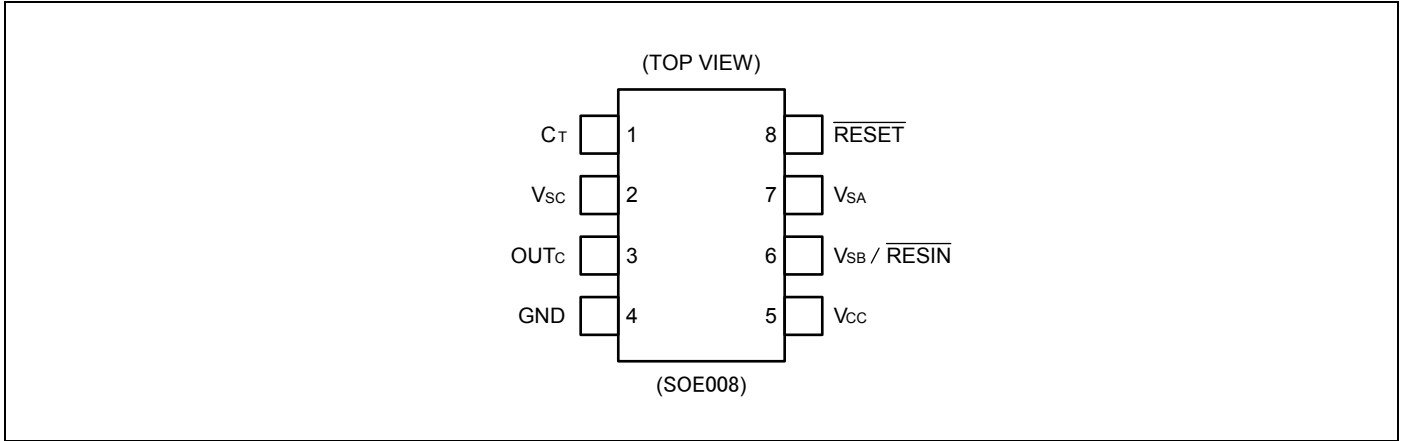 (TOP VIEW)
CT 1 8 RESET
VSC 2 7 VSA
OUTC 3 6 VSB / RESIN
GND 4 5 VCC
(SOE008)